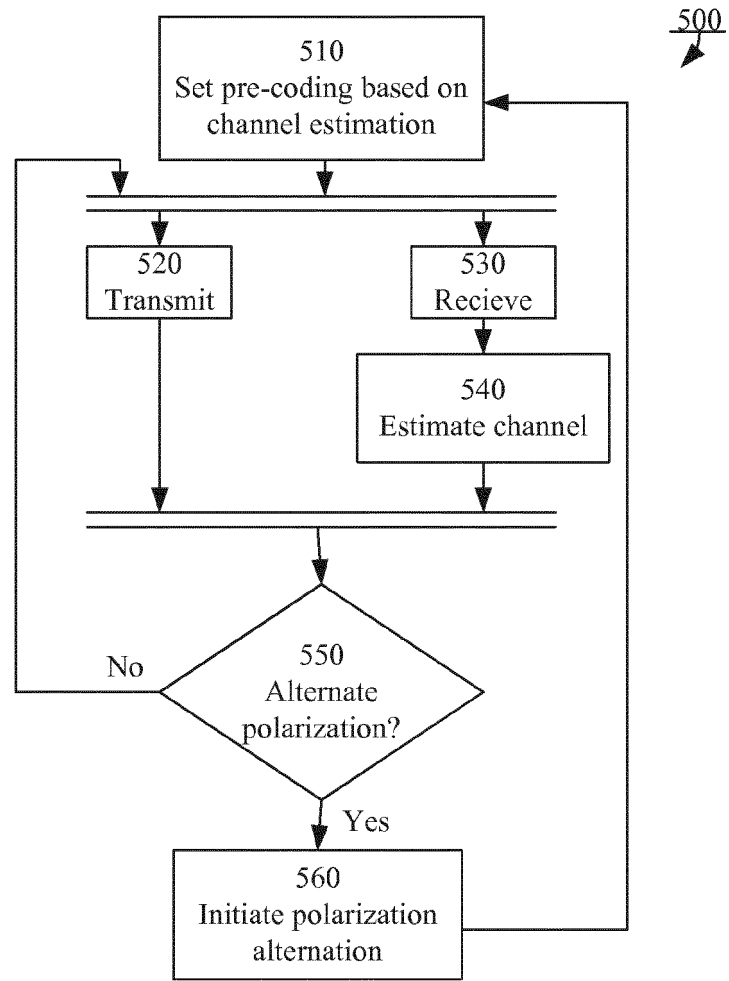 500
510
Set pre-coding based on
channel estimation
520
Transmit
530
Recieve
540
Estimate channel
550
Alternate
polarization?
No
Yes
560
Initiate polarization
alternation